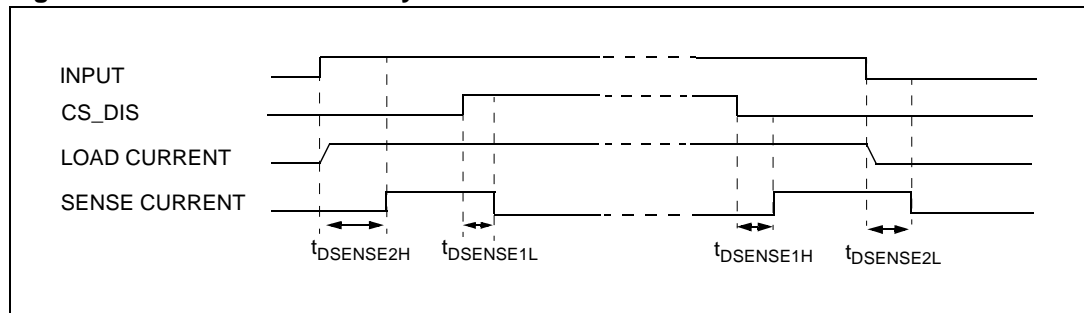 INPUT
CS_DIS
LOAD CURRENT
SENSE CURRENT
tDSENSE2H
tDSENSE1L
tDSENSE1H
tDSENSE2L